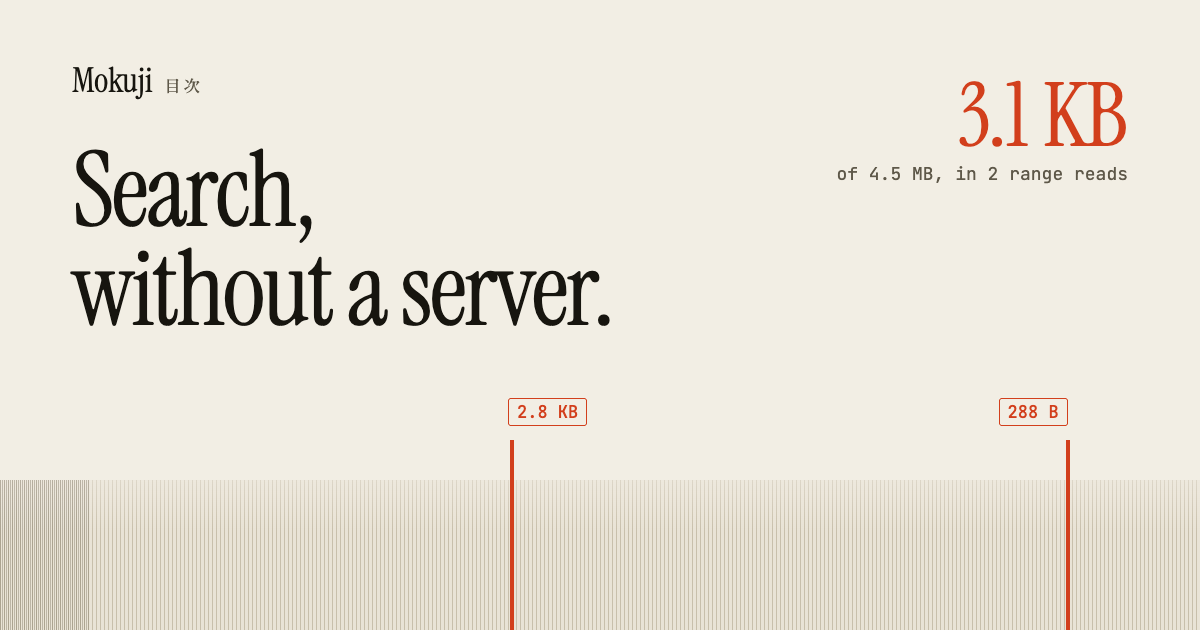 Mokuji 目次
3.1 KB
of 4.5 MB, in 2 range reads
Search,
without a server.
2.8 KB
288 B